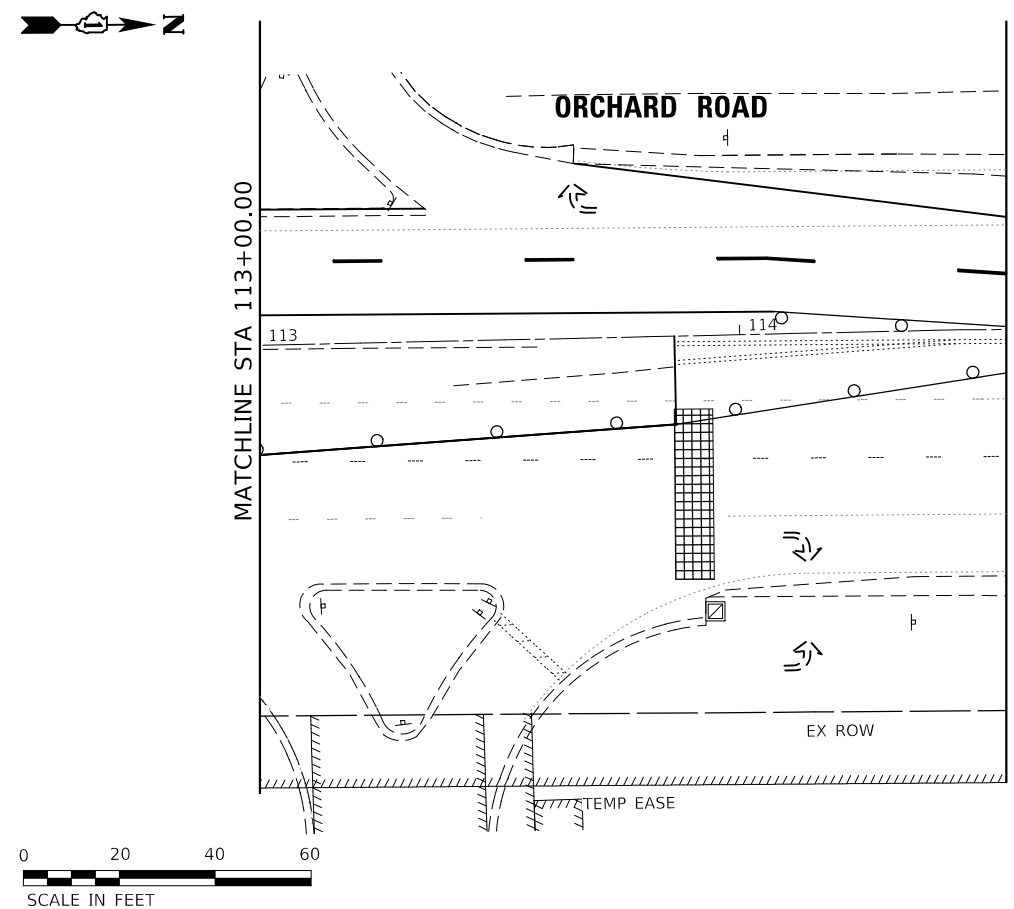 N
ORCHARD ROAD
MATCHLINE STA 113+00.00
113
114
EX ROW
TEMP EASE
0 20 40 60
SCALE IN FEET